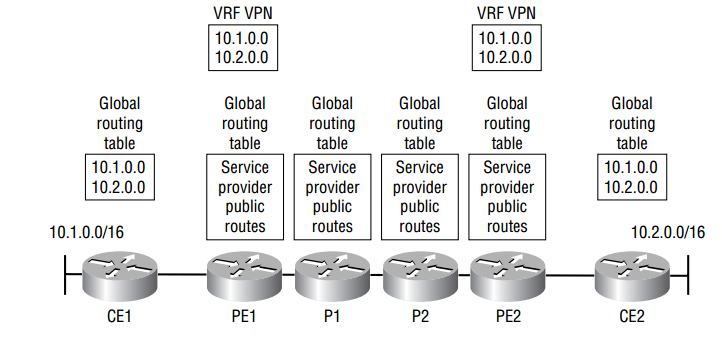 VRF VPN
10.1.0.0
10.2.0.0
VRF VPN
10.1.0.0
10.2.0.0
Global
routing
table
10.1.0.0
10.2.0.0
Global
routing
table
Service
provider
public
routes
Global
routing
table
Service
provider
public
routes
Global
routing
table
Service
provider
public
routes
Global
routing
table
Service
provider
public
routes
Global
routing
table
10.1.0.0
10.2.0.0
10.1.0.0/16
10.2.0.0/16
CE1
PE1
P1
P2
PE2
CE2